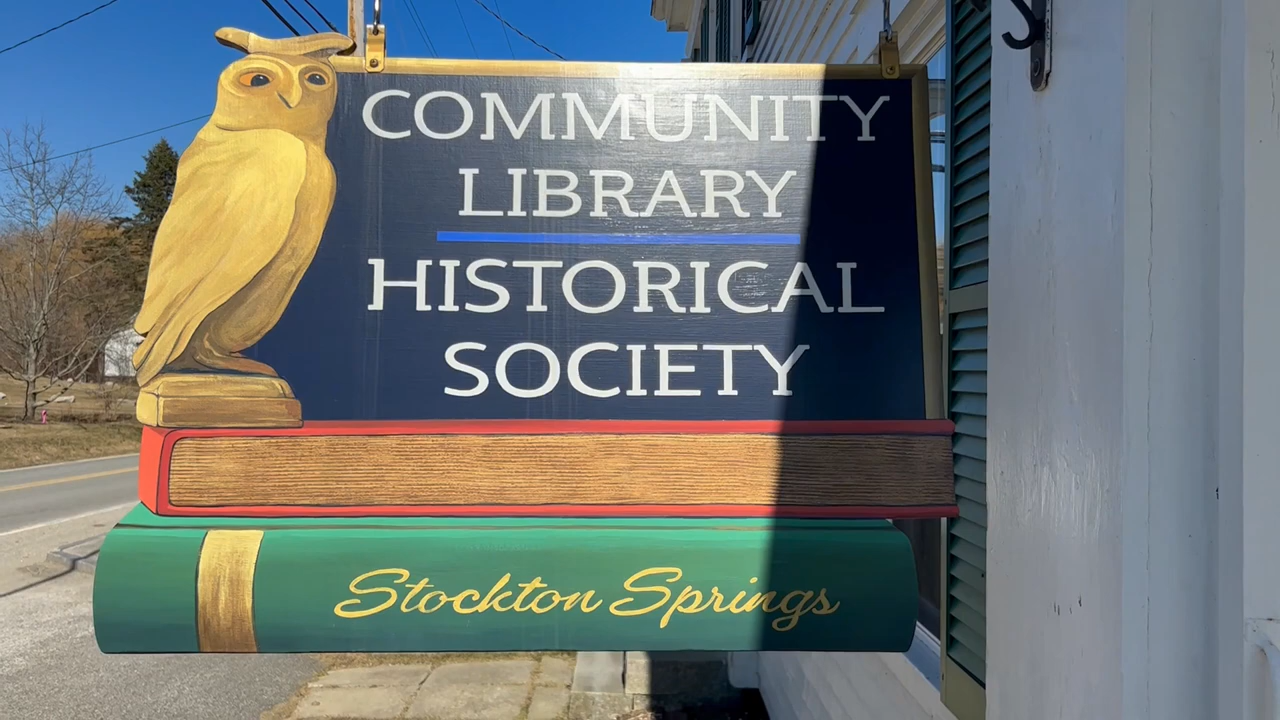 COMMUNITY
LIBRARY
HISTORICAL
SOCIETY
Stockton Springs